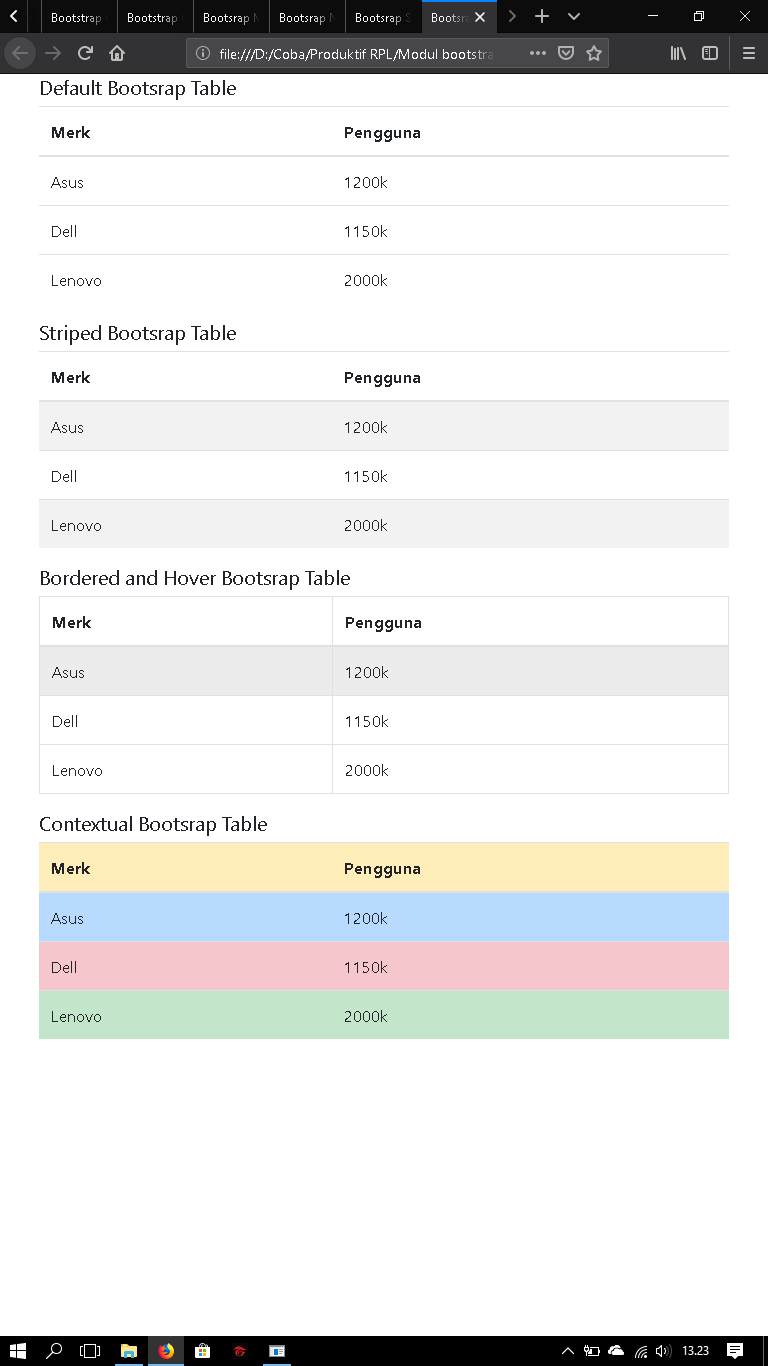 Bootstrap Bootstrap Bootsrap N Bootsrap N Bootsrap S Bootsra
file:///D:/Coba/Produktif RPL/Modul bootstra
Default Bootsrap Table
Merk Pengguna
Asus 1200k
Dell 1150k
Lenovo 2000k
Striped Bootsrap Table
Merk Pengguna
Asus 1200k
Dell 1150k
Lenovo 2000k
Bordered and Hover Bootsrap Table
Merk Pengguna
Asus 1200k
Dell 1150k
Lenovo 2000k
Contextual Bootsrap Table
Merk Pengguna
Asus 1200k
Dell 1150k
Lenovo 2000k
13.23